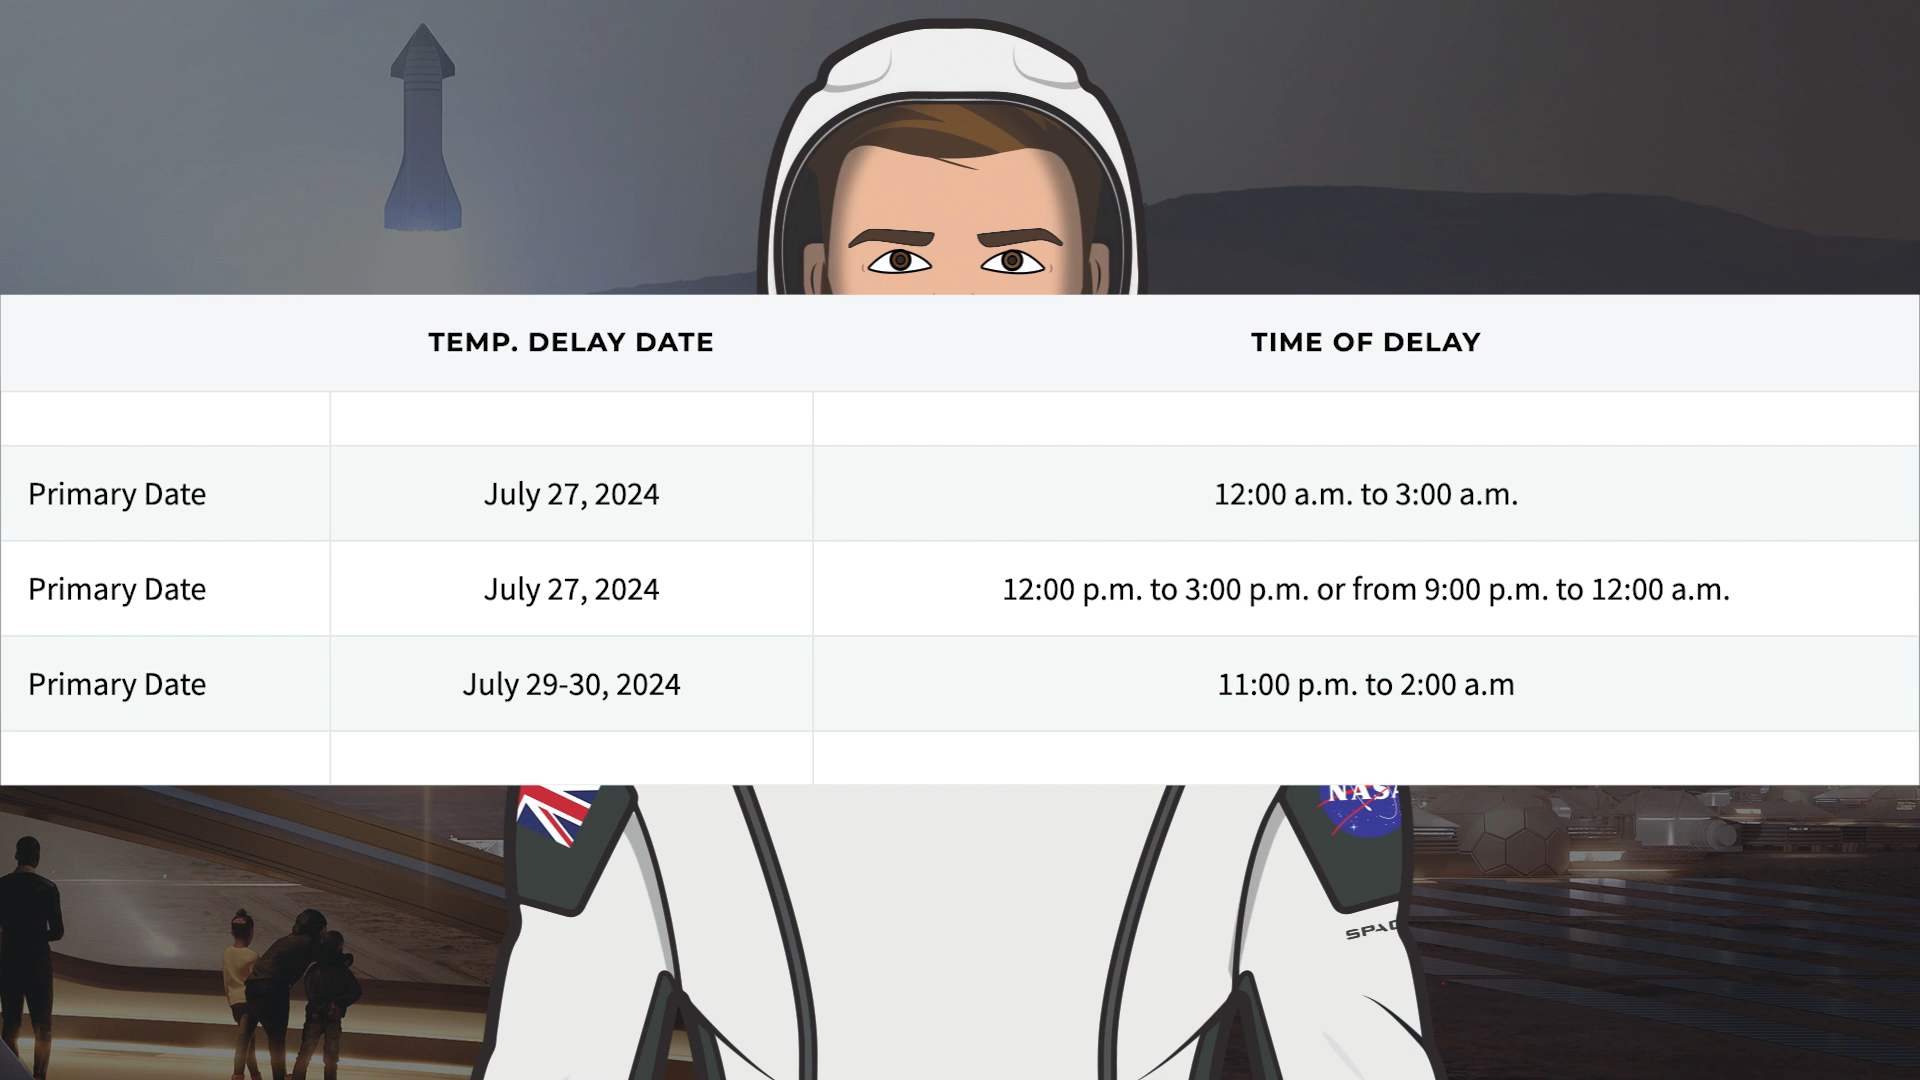 TEMP. DELAY DATE TIME OF DELAY
Primary Date July 27, 2024 12:00 a.m. to 3:00 a.m.
Primary Date July 27, 2024 12:00 p.m. to 3:00 p.m. or from 9:00 p.m. to 12:00 a.m.
Primary Date July 29-30, 2024 11:00 p.m. to 2:00 a.m
NASA
SPAC